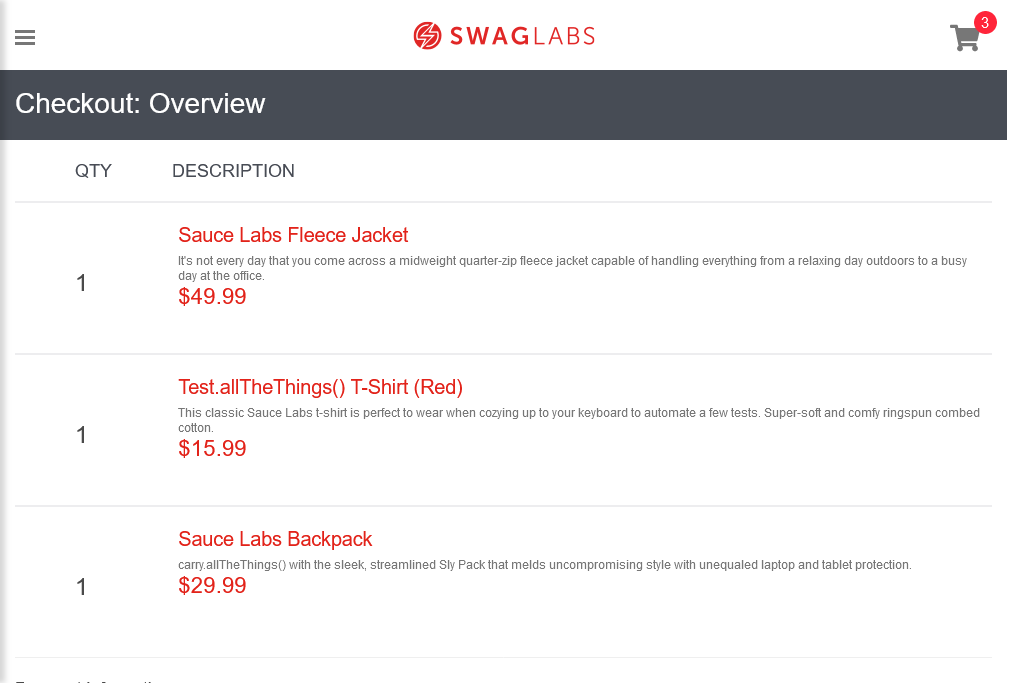 SWAGLABS
3
Checkout: Overview
QTY DESCRIPTION
Sauce Labs Fleece Jacket
It's not every day that you come across a midweight quarter-zip fleece jacket capable of handling everything from a relaxing day outdoors to a busy
day at the office.
1
$49.99
Test.allTheThings() T-Shirt (Red)
This classic Sauce Labs t-shirt is perfect to wear when cozying up to your keyboard to automate a few tests. Super-soft and comfy ringspun combed
cotton.
1
$15.99
Sauce Labs Backpack
carry.allTheThings() with the sleek, streamlined Sly Pack that melds uncompromising style with unequaled laptop and tablet protection.
1
$29.99